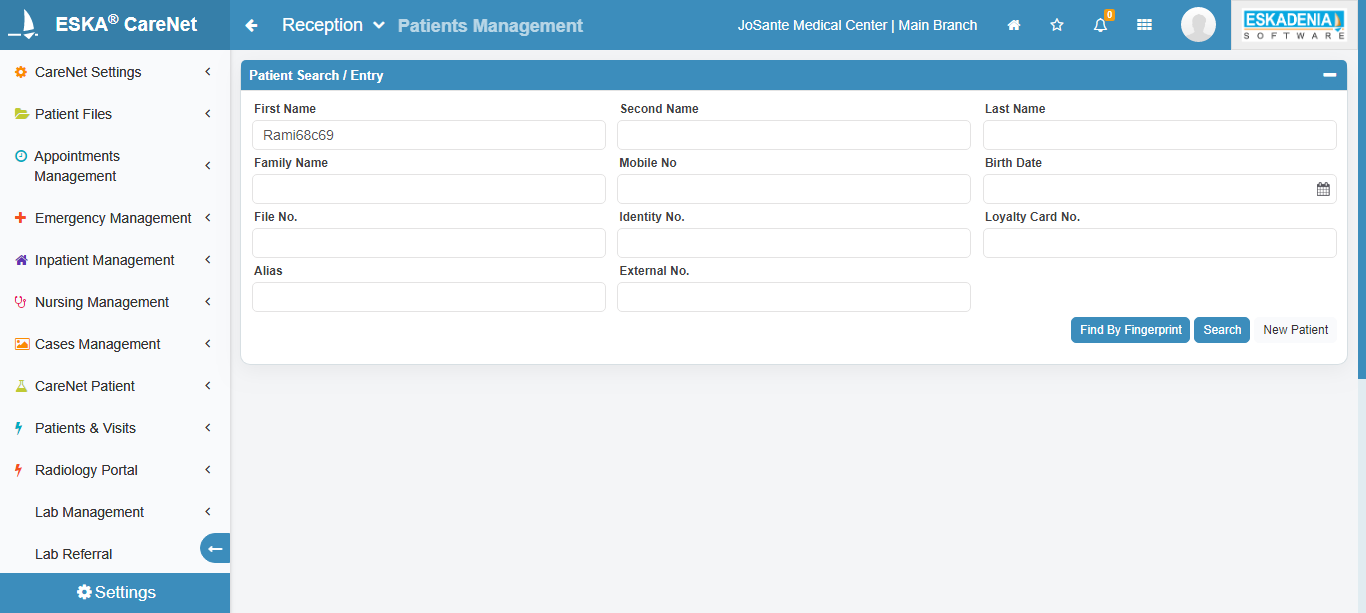 ESKA® CareNet
Reception
Patients Management
JoSante Medical Center | Main Branch
0
ESKADENIA
SOFTWARE
CareNet Settings
Patient Files
Appointments
Management
Emergency Management
Inpatient Management
Nursing Management
Cases Management
CareNet Patient
Patients & Visits
Radiology Portal
Lab Management
Lab Referral
Settings
Patient Search / Entry
First Name
Second Name
Last Name
Rami68c69
Family Name
Mobile No
Birth Date
File No.
Identity No.
Loyalty Card No.
Alias
External No.
Find By Fingerprint
Search
New Patient